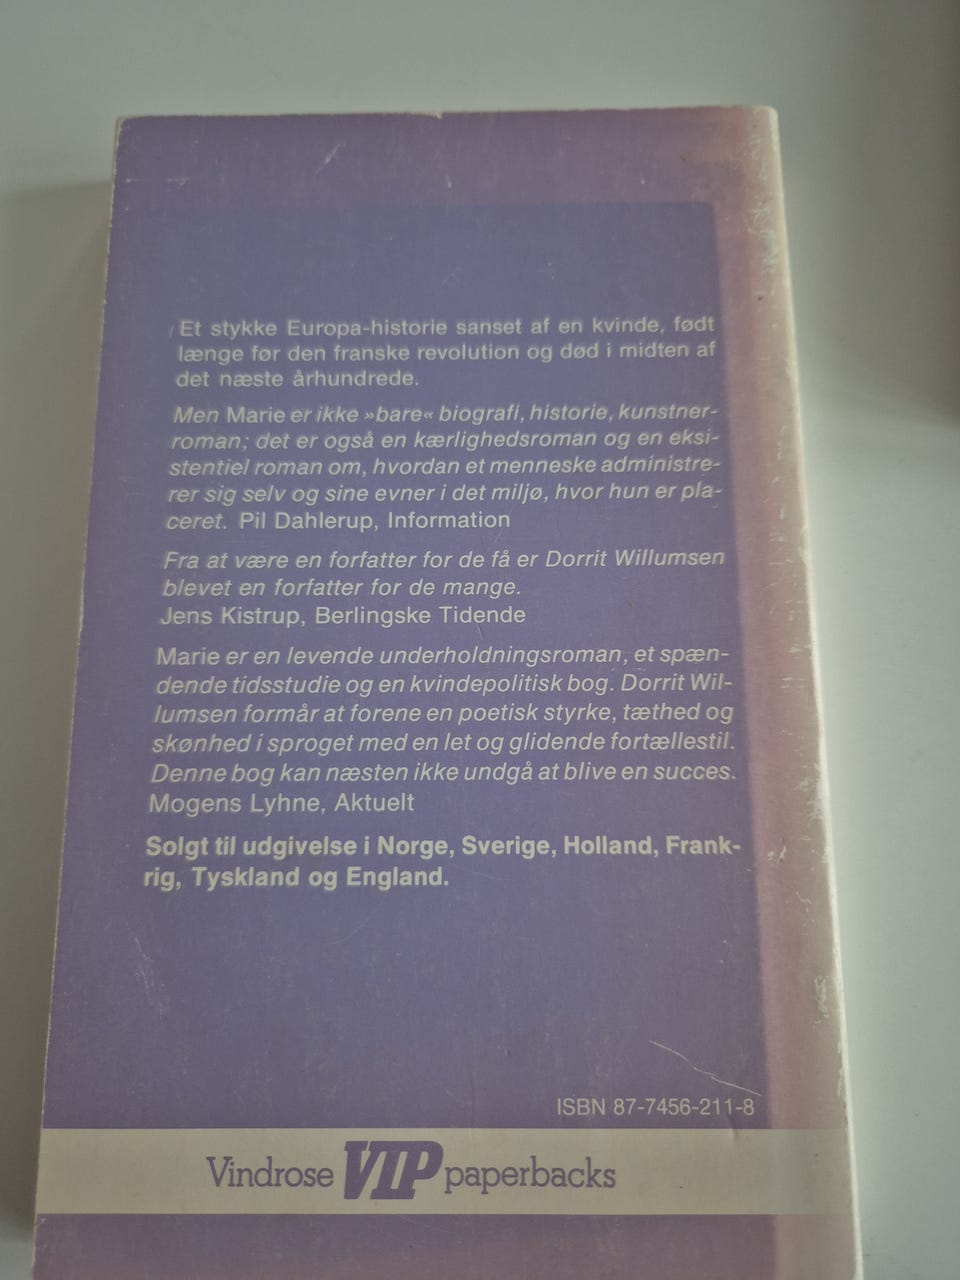 Et stykke Europa-historie sanset af en kvinde, født
længe før den franske revolution og død i midten af
det næste århundrede.
Men Marie er ikke »bare« biografi, historie, kunstner-
roman; det er også en kærlighedsroman og en eksi-
stentiel roman om, hvordan et menneske administre-
rer sig selv og sine evner i det miljø, hvor hun er pla-
ceret. Pil Dahlerup, Information
Fra at være en forfatter for de få er Dorrit Willumsen
blevet en forfatter for de mange.
Jens Kistrup, Berlingske Tidende
Marie er en levende underholdningsroman, et spæn-
dende tidsstudie og en kvindepolitisk bog. Dorrit Wil-
lumsen formår at forene en poetisk styrke, tæthed og
skønhed i sproget med en let og glidende fortællestil.
Denne bog kan næsten ikke undgå at blive en succes.
Mogens Lyhne, Aktuelt
Solgt til udgivelse i Norge, Sverige, Holland, Frank-
rig, Tyskland og England.
ISBN 87-7456-211-8
Vindrose VIP paperbacks